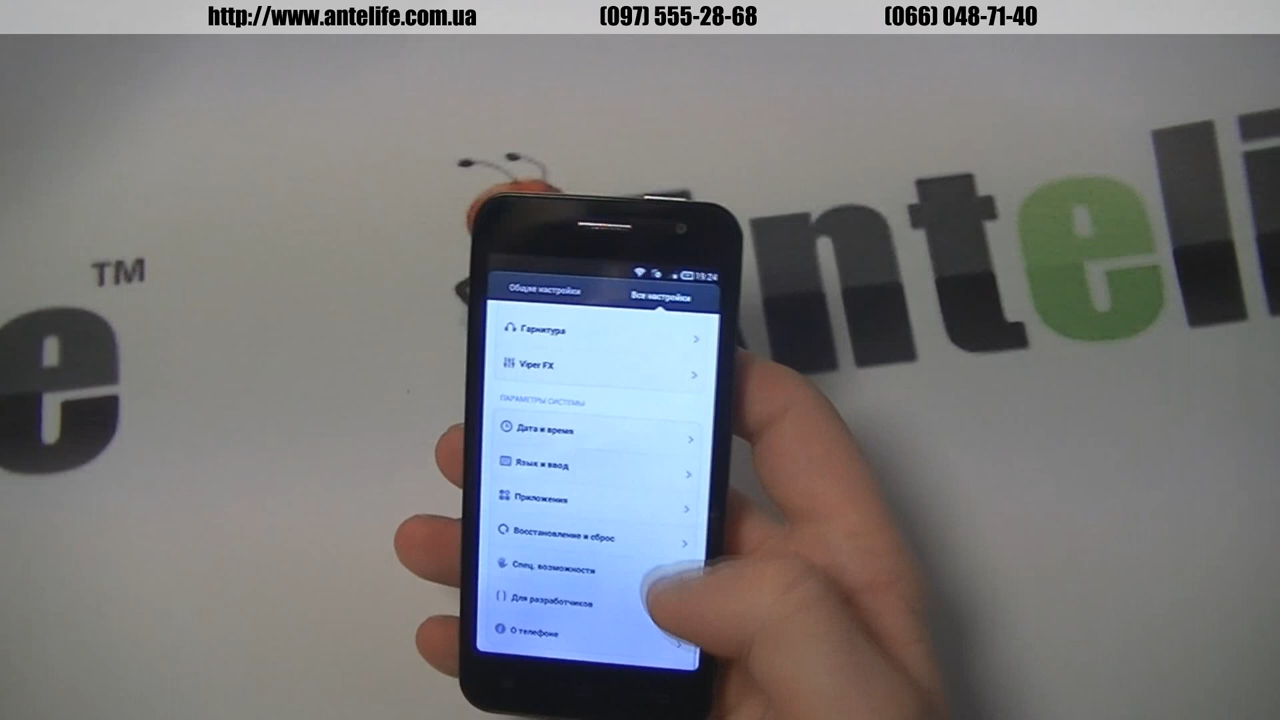 http://www.antelife.com.ua (097) 555-28-68 (066) 048-71-40
TM
e
Anteli
19:24
Общие настройки Все настройки
Гарнитура
Viper FX
ПАРАМЕТРЫ СИСТЕМЫ
Дата и время
Язык и ввод
Приложения
Восстановление и сброс
Спец. возможности
Для разработчиков
О телефоне